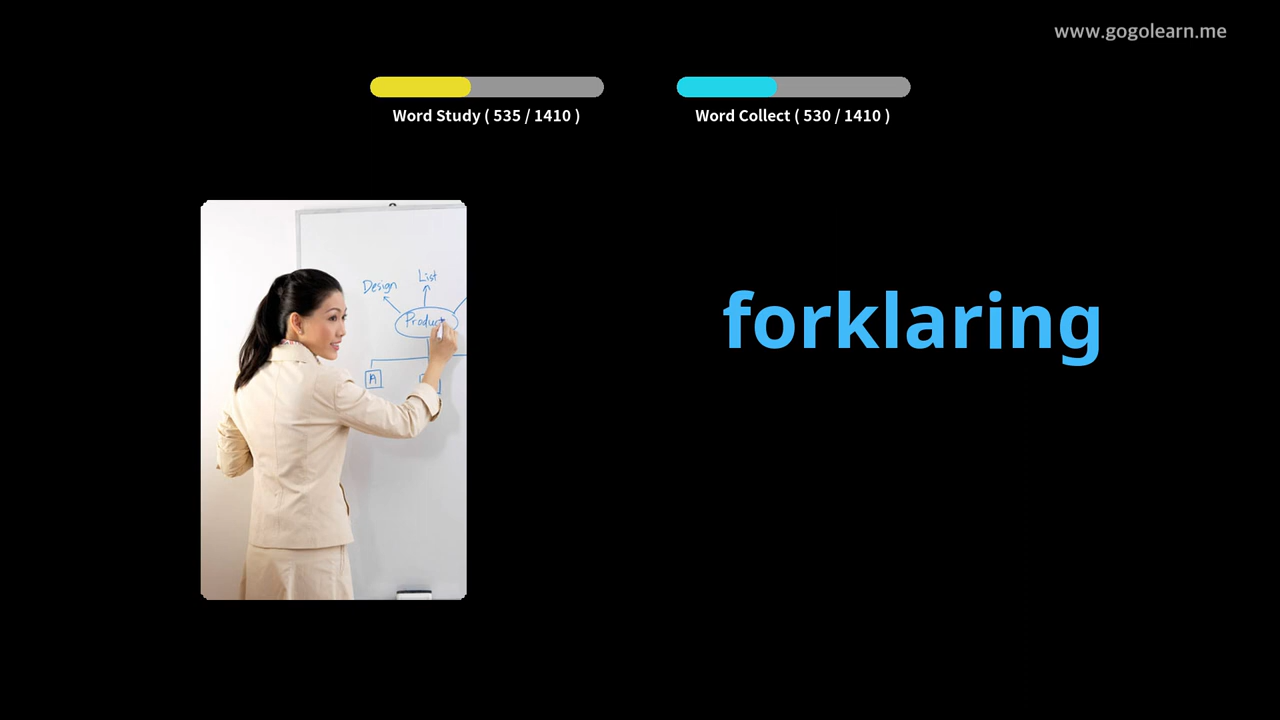 www.gogolearn.me
Word Study ( 535 / 1410 )
Word Collect ( 530 / 1410 )
List
Design
Product
A
forklaring